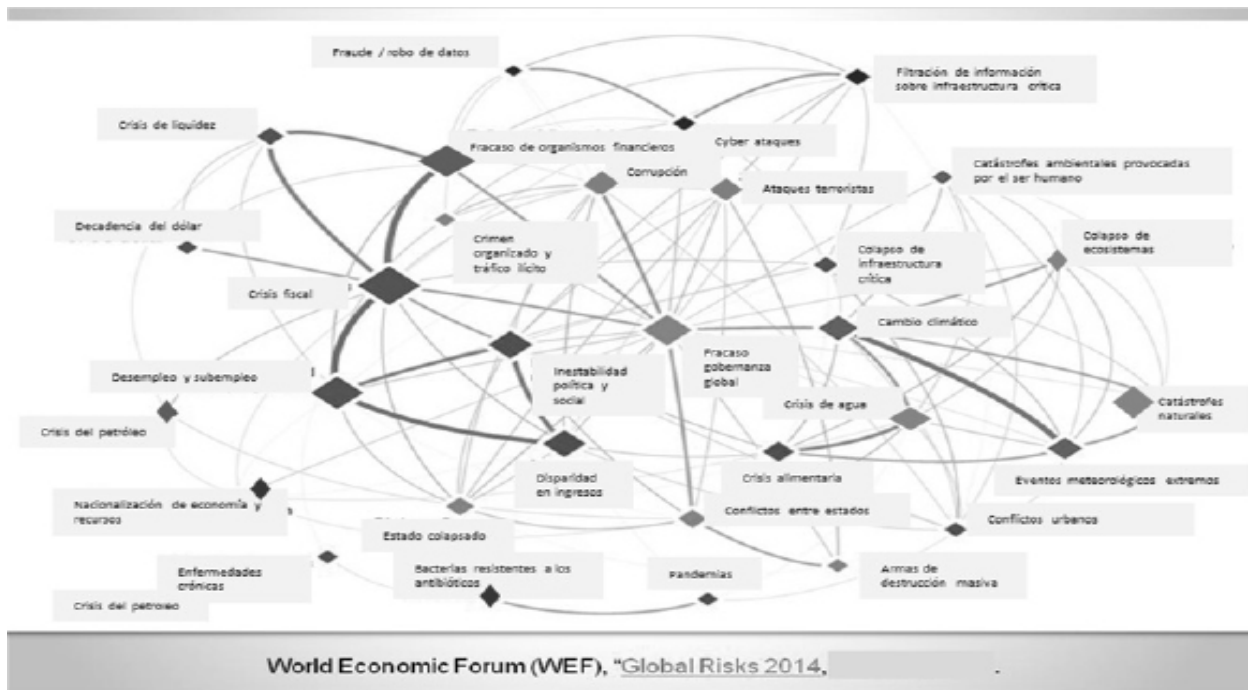 Fraude / robo de datos
Filtración de información
sobre infraestructura crítica
Crisis de liquidez
Fracaso de organismos financieros
Cyber ataques
Corrupción
Catástrofes ambientales provocadas
por el ser humano
Ataques terroristas
Decadencia del dólar
Crimen
organizado y
tráfico ilícito
Colapso de
infraestructura
crítica
Colapso de
ecosistemas
Crisis fiscal
Cambio climático
Desempleo y subempleo
Inestabilidad
política y
social
Fracaso
gobernanza
global
Crisis de agua
Catástrofes
naturales
Crisis del petróleo
Disparidad
en ingresos
Crisis alimentaria
Eventos meteorológicos extremos
Nacionalización de economía y
recursos
Estado colapsado
Conflictos entre estados
Conflictos urbanos
Enfermedades
crónicas
Bacterias resistentes a los
antibióticos
Pandemias
Armas de
destrucción masiva
Crisis del petroleo
World Economic Forum (WEF), “Global Risks 2014, .